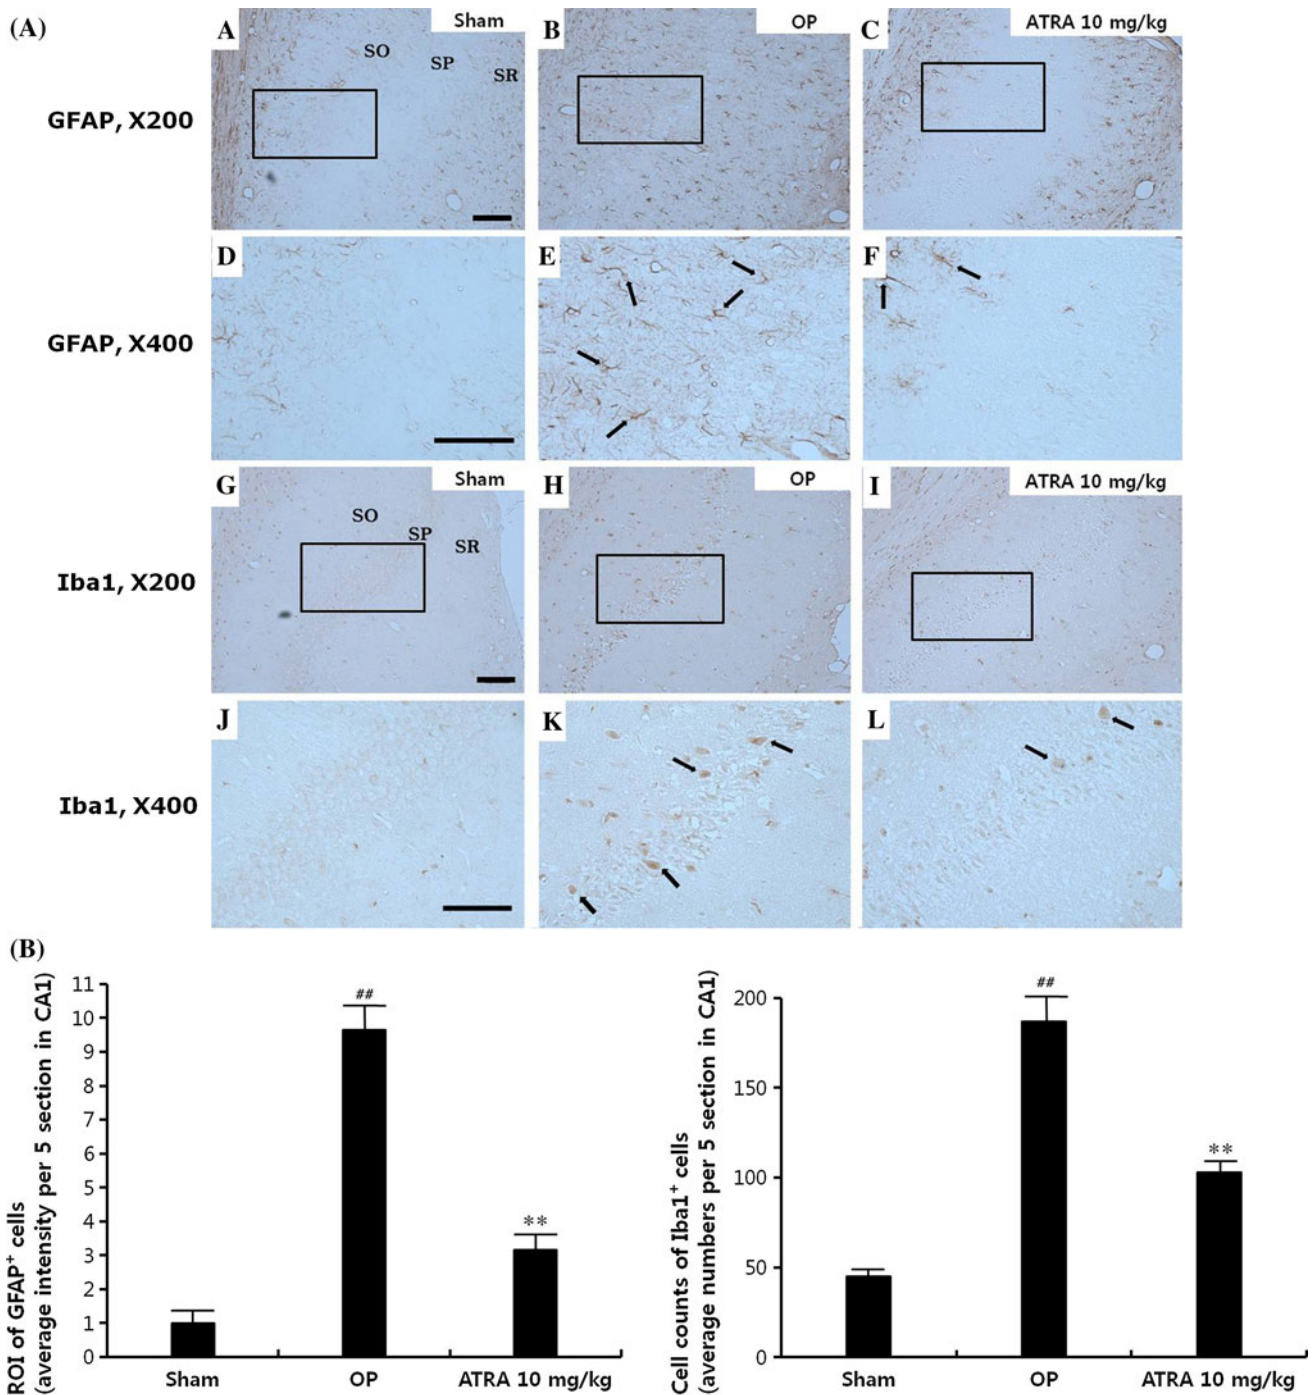 (A)
A Sham
SO
SP
SR
B OP
C ATRA 10 mg/kg
GFAP, X200
D
E
F
GFAP, X400
G Sham
SO
SP
SR
H OP
I ATRA 10 mg/kg
Iba1, X200
J
K
L
Iba1, X400
(B)
ROI of GFAP⁺ cells
(average intensity per 5 section in CA1)
11
10
9
8
7
6
5
4
3
2
1
0
##
**
Sham OP ATRA 10 mg/kg
Cell counts of Iba1⁺ cells
(average numbers per 5 section in CA1)
200
150
100
50
0
##
**
Sham OP ATRA 10 mg/kg